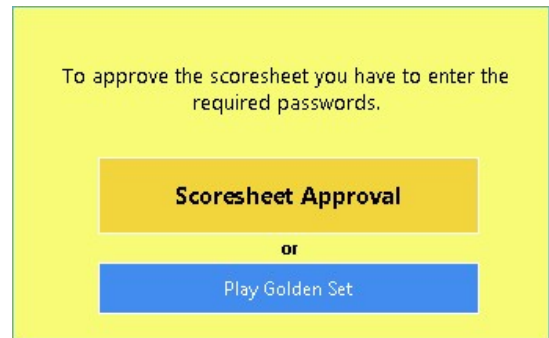 To approve the scoresheet you have to enter the
required passwords.
Scoresheet Approval
or
Play Golden Set